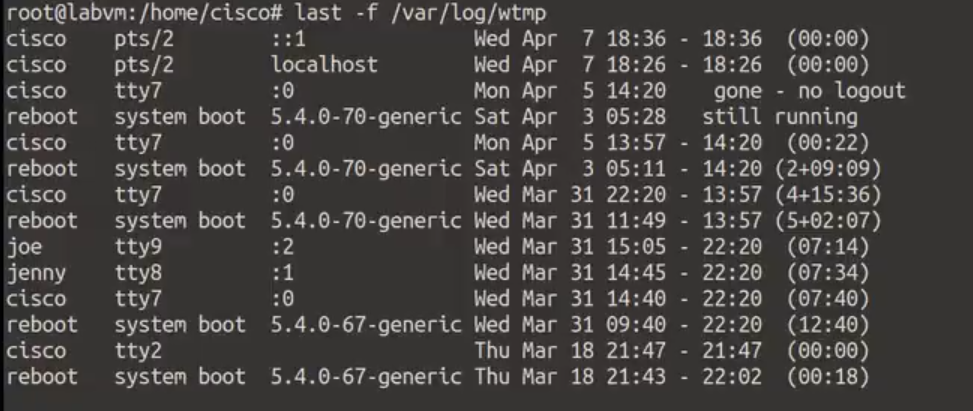 root@labvm:/home/cisco# last -f /var/log/wtmp
cisco    pts/2        ::1              Wed Apr  7 18:36 - 18:36  (00:00)
cisco    pts/2        localhost        Wed Apr  7 18:26 - 18:26  (00:00)
cisco    tty7         :0               Mon Apr  5 14:20    gone - no logout
reboot   system boot  5.4.0-70-generic Sat Apr  3 05:28   still running
cisco    tty7         :0               Mon Apr  5 13:57 - 14:20  (00:22)
reboot   system boot  5.4.0-70-generic Sat Apr  3 05:11 - 14:20 (2+09:09)
cisco    tty7         :0               Wed Mar 31 22:20 - 13:57 (4+15:36)
reboot   system boot  5.4.0-70-generic Wed Mar 31 11:49 - 13:57 (5+02:07)
joe      tty9         :2               Wed Mar 31 15:05 - 22:20  (07:14)
jenny    tty8         :1               Wed Mar 31 14:45 - 22:20  (07:34)
cisco    tty7         :0               Wed Mar 31 14:40 - 22:20  (07:40)
reboot   system boot  5.4.0-67-generic Wed Mar 31 09:40 - 22:20  (12:40)
cisco    tty2                          Thu Mar 18 21:47 - 21:47  (00:00)
reboot   system boot  5.4.0-67-generic Thu Mar 18 21:43 - 22:02  (00:18)